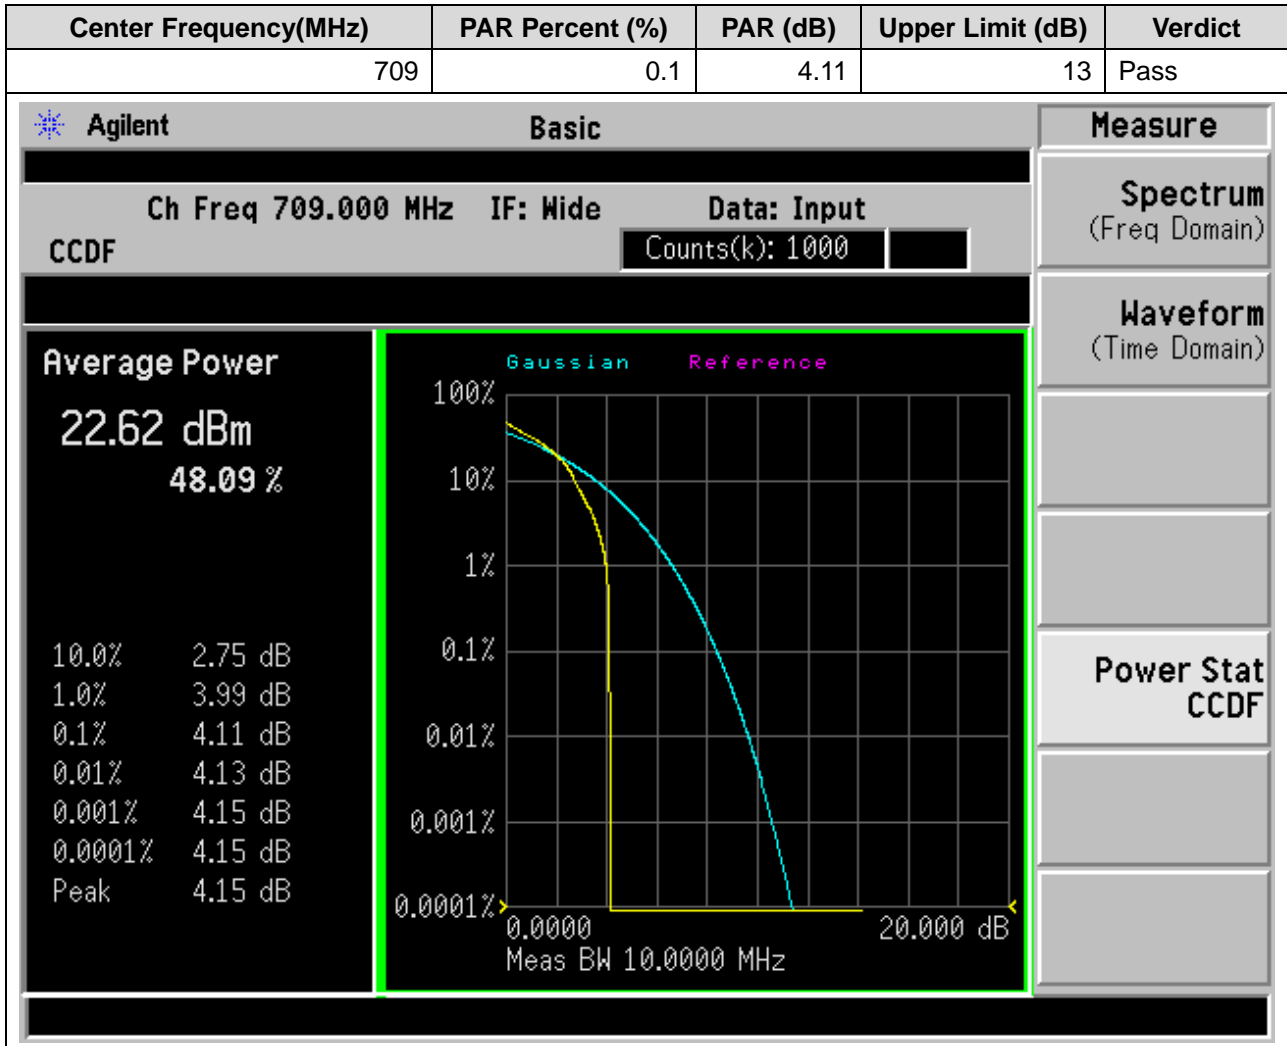 Center Frequency(MHz) PAR Percent (%) PAR (dB) Upper Limit (dB) Verdict
709 0.1 4.11 13 Pass
Agilent Basic Measure
Ch Freq 709.000 MHz IF: Wide Data: Input
CCDF Counts(k): 1000
Average Power
22.62 dBm
48.09 %
10.0% 2.75 dB
1.0% 3.99 dB
0.1% 4.11 dB
0.01% 4.13 dB
0.001% 4.15 dB
0.0001% 4.15 dB
Peak 4.15 dB
Gaussian Reference
100%
10%
1%
0.1%
0.01%
0.001%
0.0001%
0.0000 20.000 dB
Meas BW 10.0000 MHz
Spectrum
(Freq Domain)
Waveform
(Time Domain)
Power Stat
CCDF